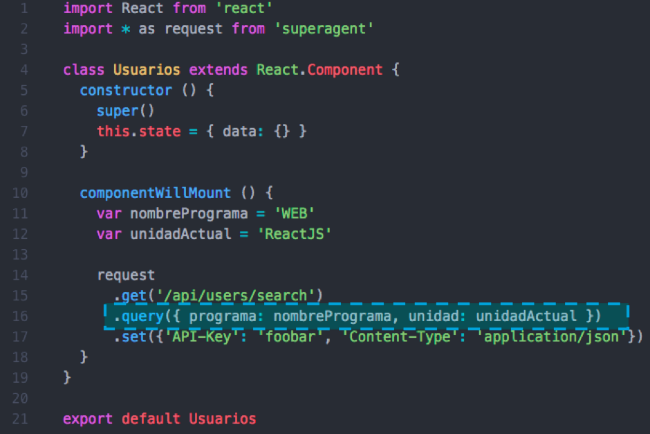 1 import React from 'react'
2 import * as request from 'superagent'
3
4 class Usuarios extends React.Component {
5 constructor () {
6 super()
7 this.state = { data: {} }
8 }
9
10 componentWillMount () {
11 var nombrePrograma = 'WEB'
12 var unidadActual = 'ReactJS'
13
14 request
15 .get('/api/users/search')
16 .query({ programa: nombrePrograma, unidad: unidadActual })
17 .set({'API-Key': 'foobar', 'Content-Type': 'application/json'})
18 }
19 }
20
21 export default Usuarios